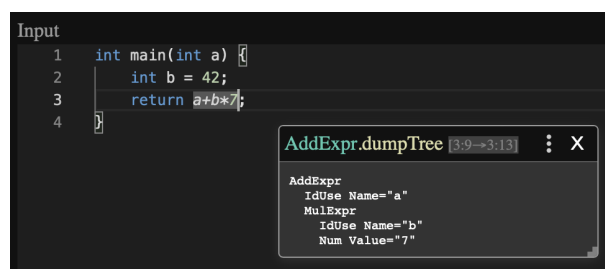 Input
1 int main(int a) {
2 int b = 42;
3 return a+b*7;
4 }
AddExpr.dumpTree [3:9→3:13] ⋮ X
AddExpr
IdUse Name="a"
MulExpr
IdUse Name="b"
Num Value="7"